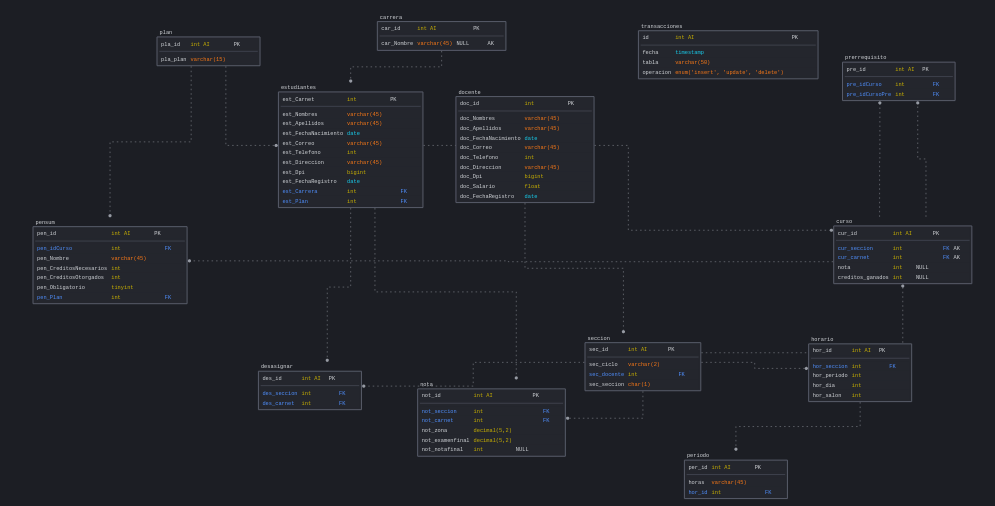 plan
pla_id int AI PK
pla_plan varchar(15)
carrera
car_id int AI PK
car_Nombre varchar(45) NULL AK
transacciones
id int AI PK
fecha timestamp
tabla varchar(50)
operacion enum('insert', 'update', 'delete')
prerrequisito
pre_id int AI PK
pre_idCurso int FK
pre_idCursoPre int FK
estudiantes
est_Carnet int PK
est_Nombres varchar(45)
est_Apellidos varchar(45)
est_FechaNacimiento date
est_Correo varchar(45)
est_Telefono int
est_Direccion varchar(45)
est_Dpi bigint
est_FechaRegistro date
est_Carrera int FK
est_Plan int FK
docente
doc_id int PK
doc_Nombres varchar(45)
doc_Apellidos varchar(45)
doc_FechaNacimiento date
doc_Correo varchar(45)
doc_Telefono int
doc_Direccion varchar(45)
doc_Dpi bigint
doc_Salario float
doc_FechaRegistro date
pensum
pen_id int AI PK
pen_idCurso int FK
pen_Nombre varchar(45)
pen_CreditosNecesarios int
pen_CreditosOtorgados int
pen_Obligatorio tinyint
pen_Plan int FK
curso
cur_id int AI PK
cur_seccion int FK AK
cur_carnet int FK AK
nota int NULL
creditos_ganados int NULL
desasignar
des_id int AI PK
des_seccion int FK
des_carnet int FK
nota
not_id int AI PK
not_seccion int FK
not_carnet int FK
not_zona decimal(5,2)
not_examenfinal decimal(5,2)
not_notafinal int NULL
seccion
sec_id int AI PK
sec_ciclo varchar(2)
sec_docente int FK
sec_seccion char(1)
horario
hor_id int AI PK
hor_seccion int FK
hor_periodo int
hor_dia int
hor_salon int
periodo
per_id int AI PK
horas varchar(45)
hor_id int FK